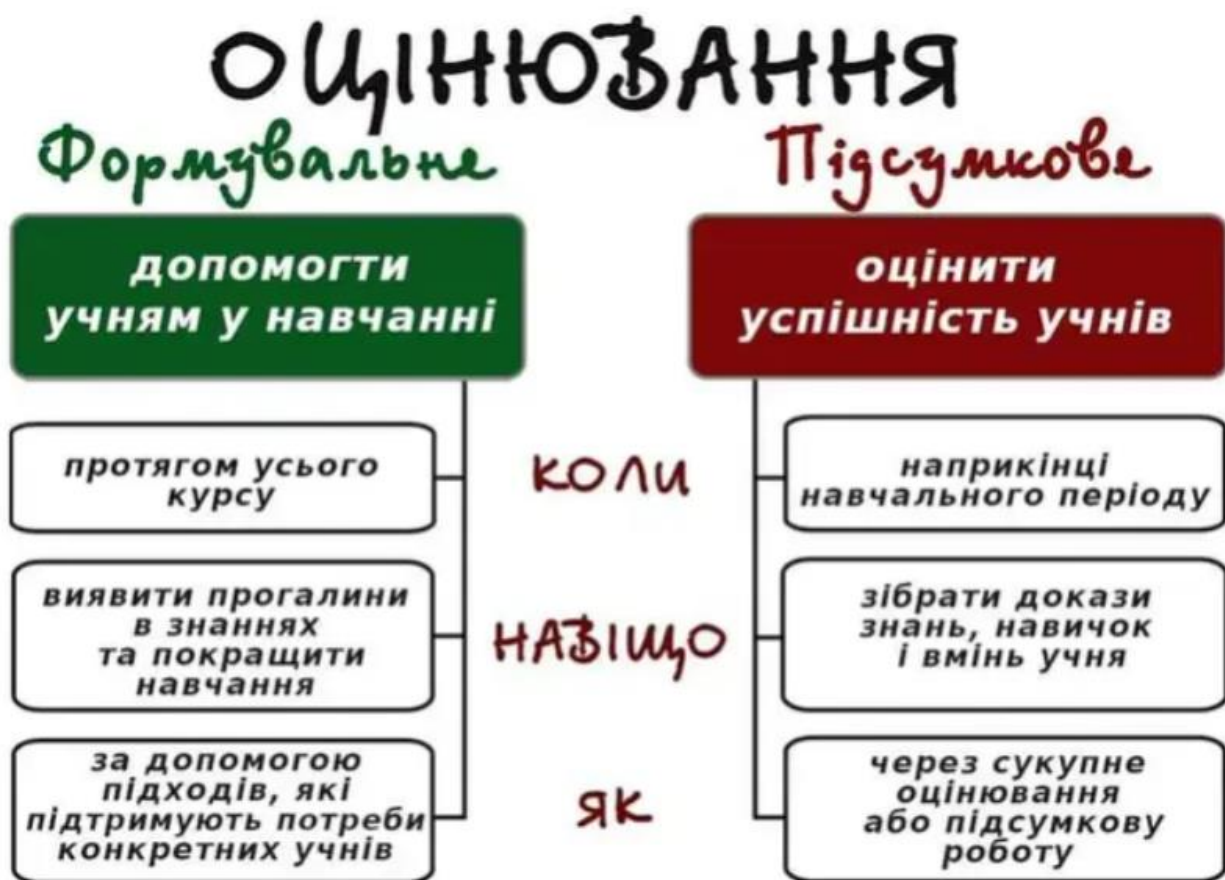 ОЦІНЮВАННЯ
Формувальне
Підсумкове
допомогти
учням у навчанні
оцінити
успішність учнів
протягом усього
курсу
КОЛИ
наприкінці
навчального періоду
виявити прогалини
в знаннях
та покращити
навчання
НАВІЩО
зібрати докази
знань, навичок
і вмінь учня
за допомогою
підходів, які
підтримують потреби
конкретних учнів
ЯК
через сукупне
оцінювання
або підсумкову
роботу